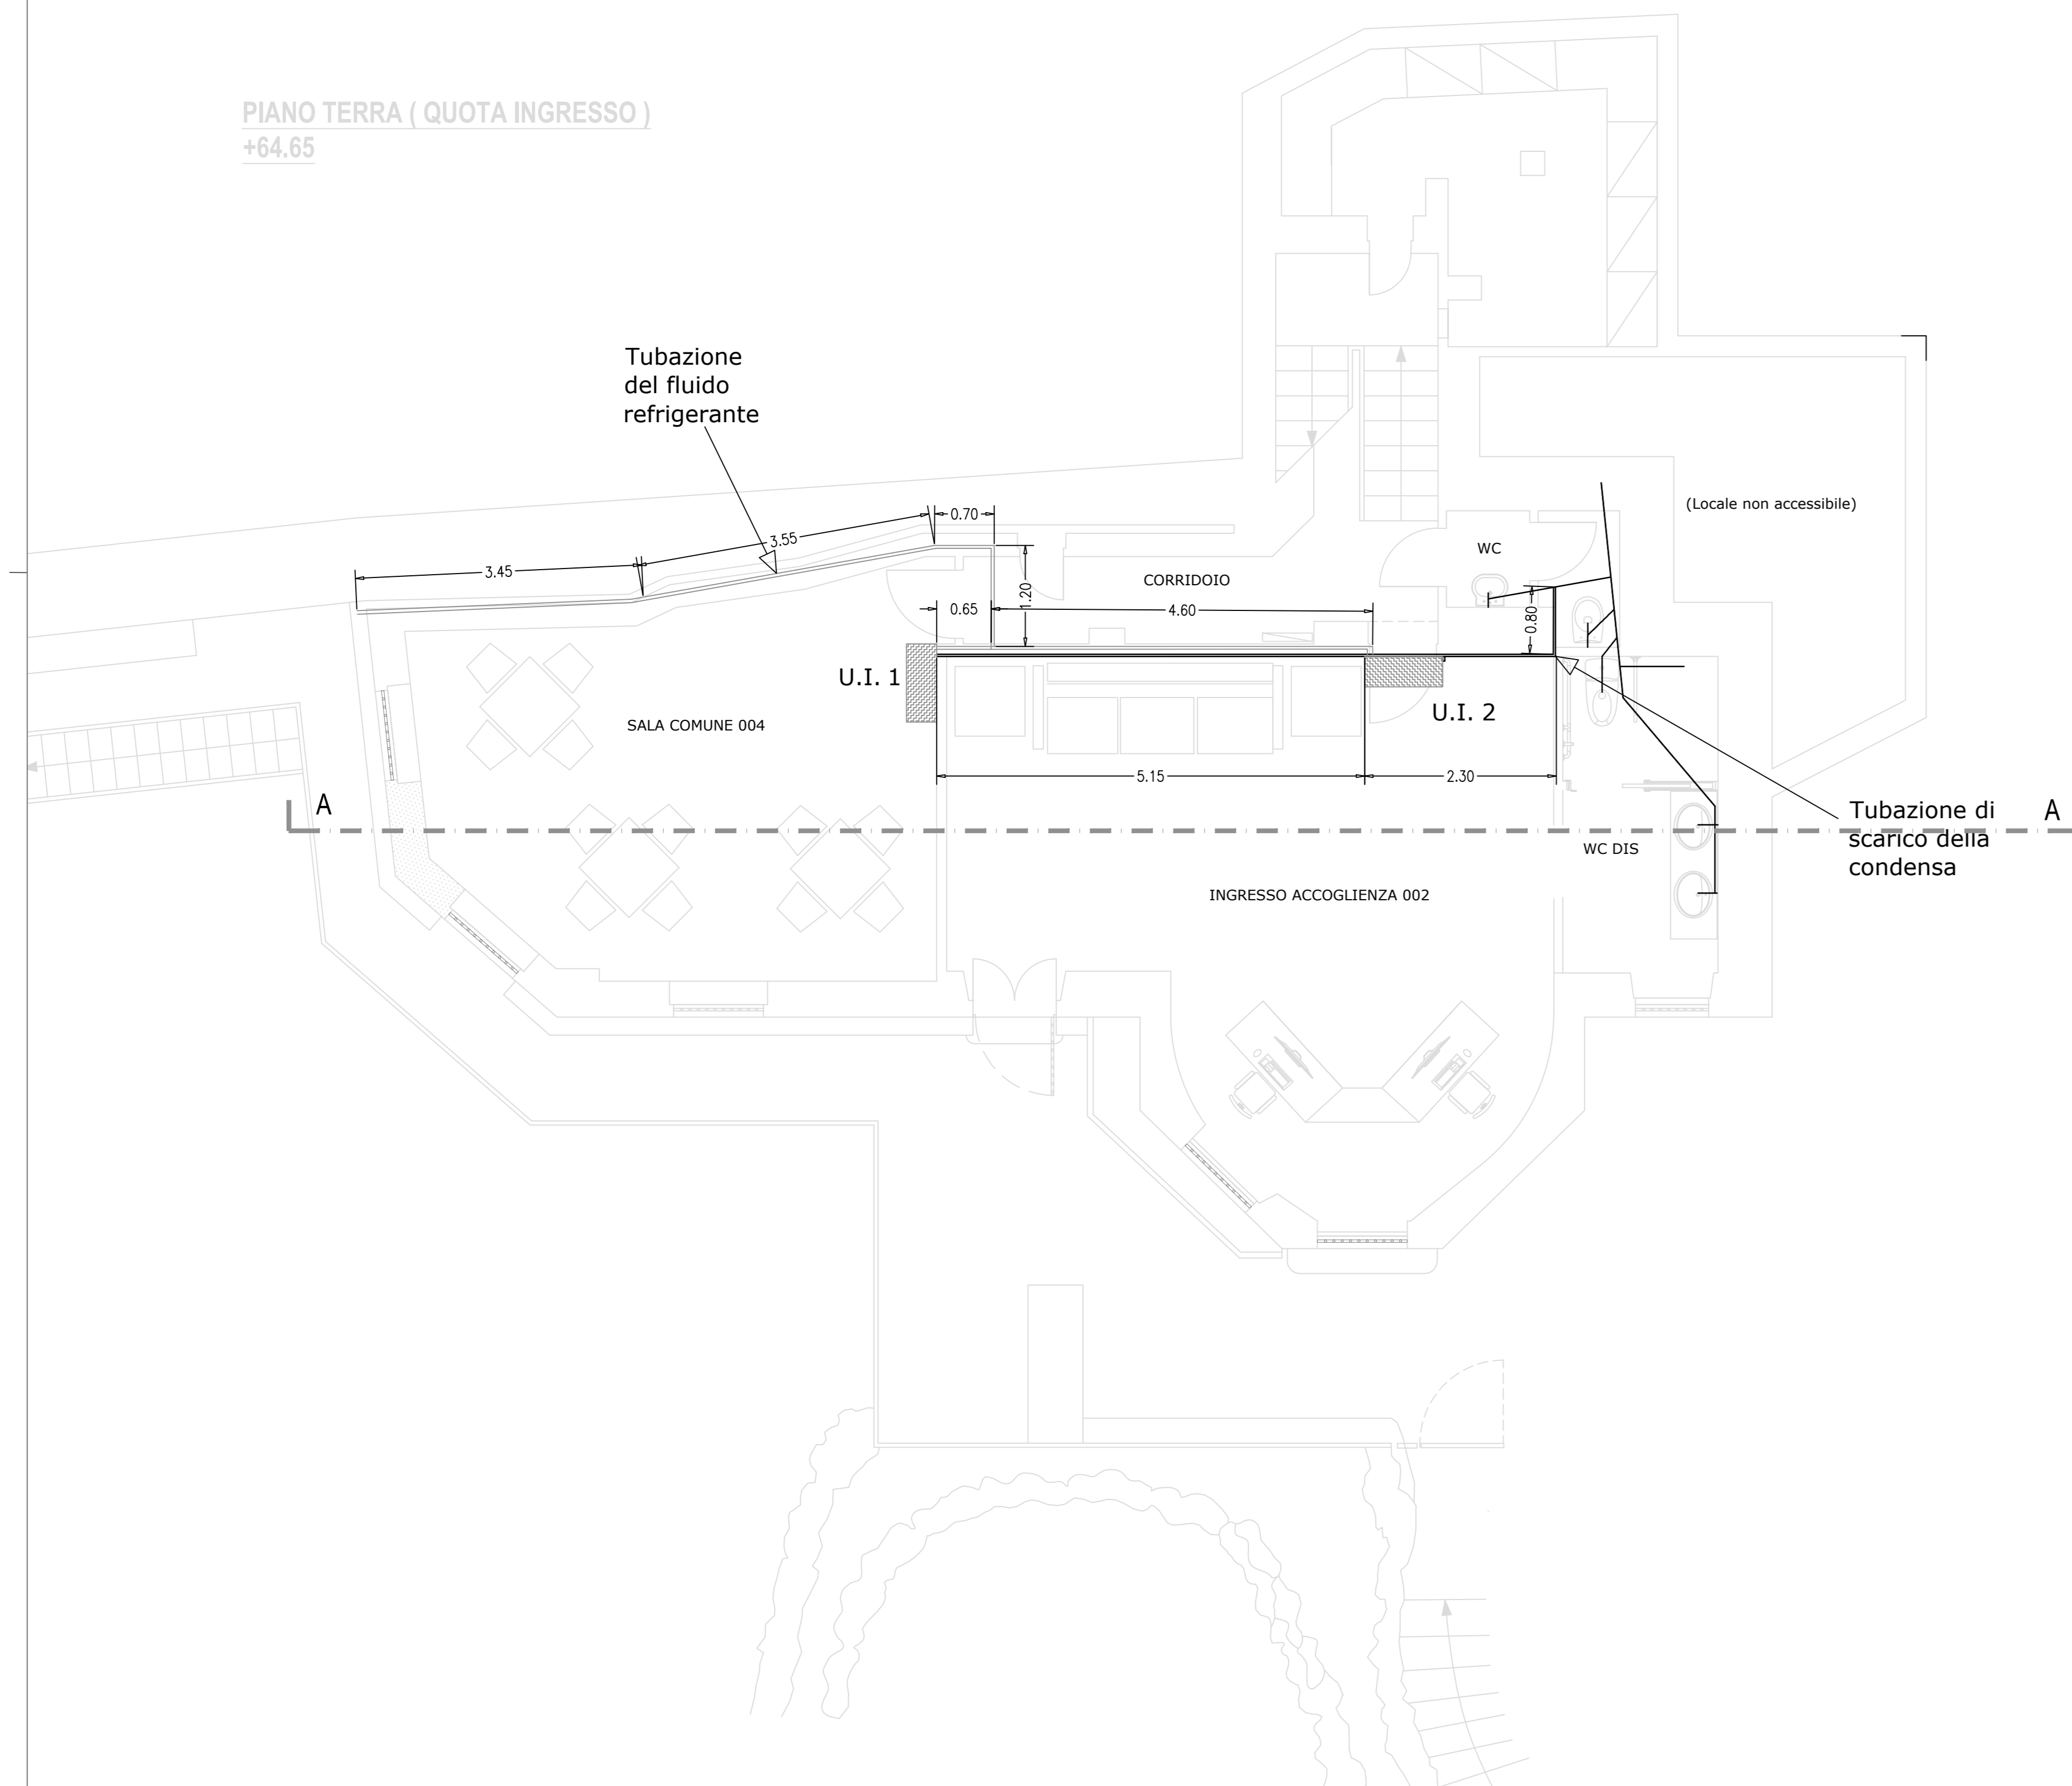 PIANO TERRA ( QUOTA INGRESSO )
+64.65
Tubazione
del fluido
refrigerante
(Locale non accessibile)
0.70
3.55
3.45
WC
CORRIDOIO
1.20
0.65
4.60
0.80
U.I. 1
U.I. 2
SALA COMUNE 004
5.15
2.30
A
A
Tubazione di
scarico della
condensa
WC DIS
INGRESSO ACCOGLIENZA 002